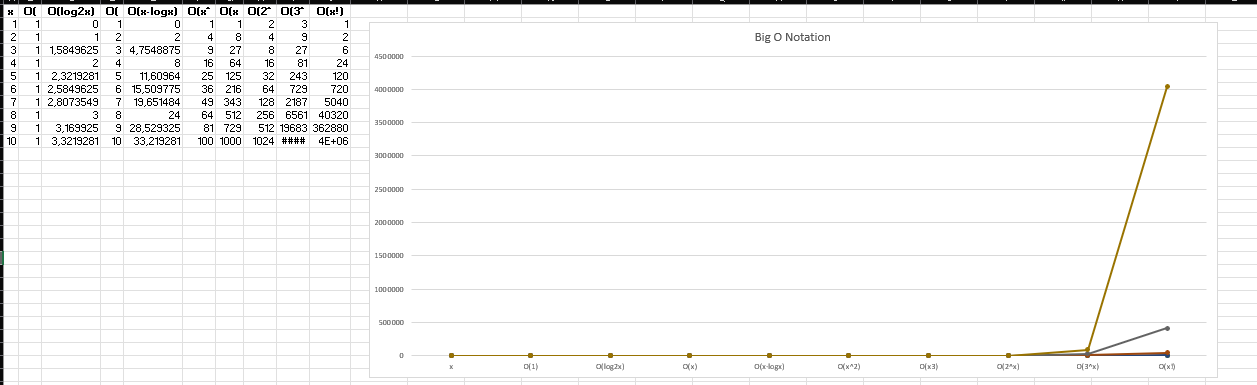 x O( O(log2x) O( O(x·logx) O(x^ O(x O(2^ O(3^ O(x!)
1 1 0 1 0 1 1 2 3 1
2 1 1 2 2 4 8 4 9 2
3 1 1,5849625 3 4,7548875 9 27 8 27 6
4 1 2 4 8 16 64 16 81 24
5 1 2,3219281 5 11,60964 25 125 32 243 120
6 1 2,5849625 6 15,509775 36 216 64 729 720
7 1 2,8073549 7 19,651484 49 343 128 2187 5040
8 1 3 8 24 64 512 256 6561 40320
9 1 3,169925 9 28,529325 81 729 512 19683 362880
10 1 3,3219281 10 33,219281 100 1000 1024 #### 4E+06
Big O Notation
4500000
4000000
3500000
3000000
2500000
2000000
1500000
1000000
500000
0
x O(1) O(log2x) O(x) O(x·logx) O(x^2) O(x3) O(2^x) O(3^x) O(x!)